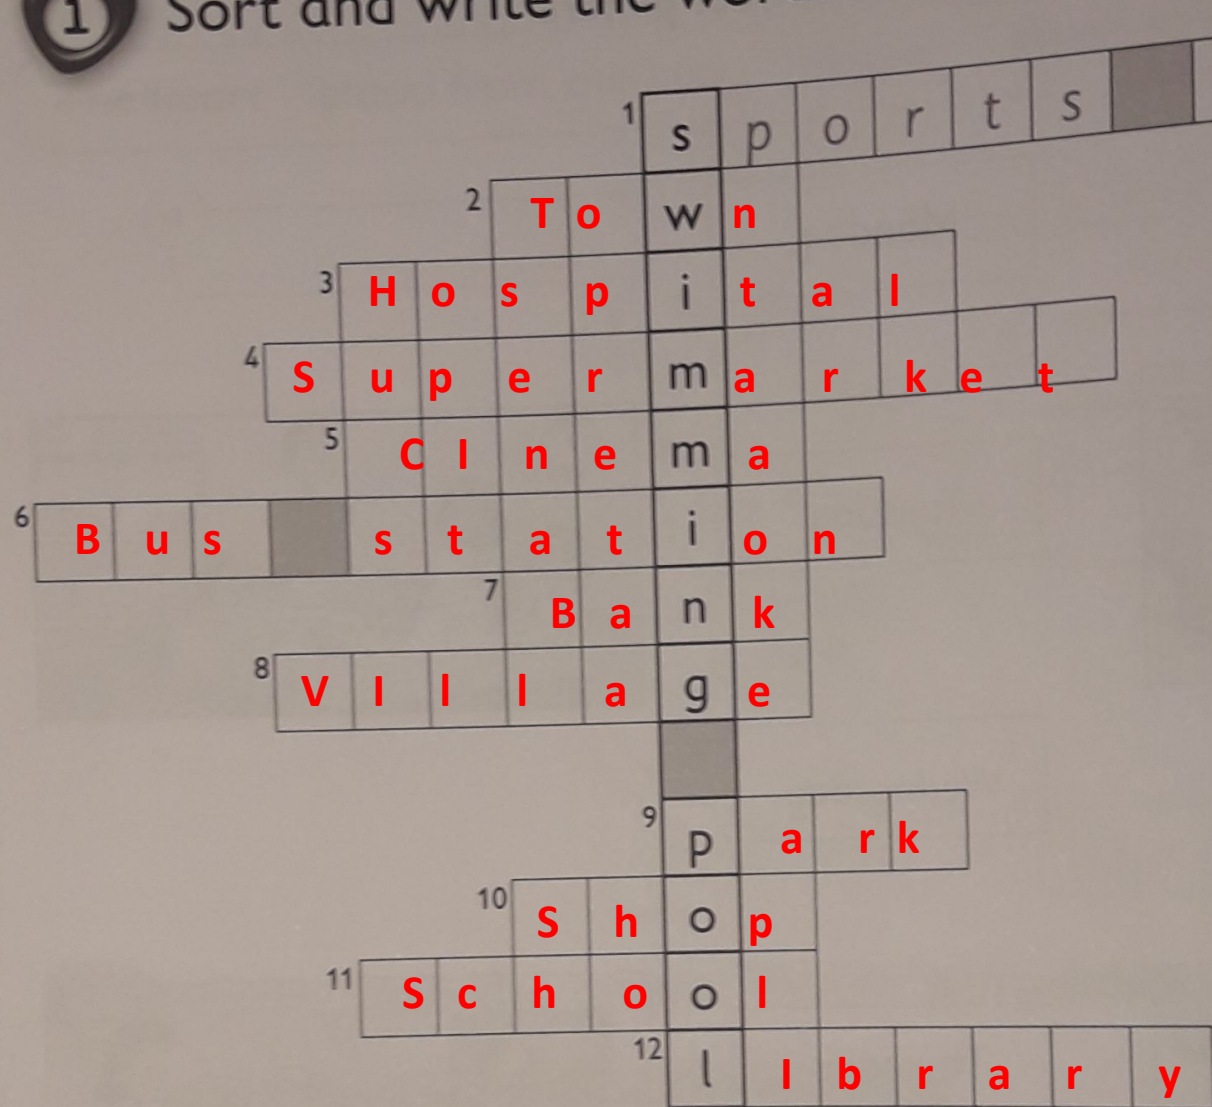 1 Sort and write the
1 sports
2 Town
3 Hospital
4 Supermarket
5 CInema
6 Bus station
7 Bank
8 VIllage
9 park
10 Shop
11 School
12 lIbrary